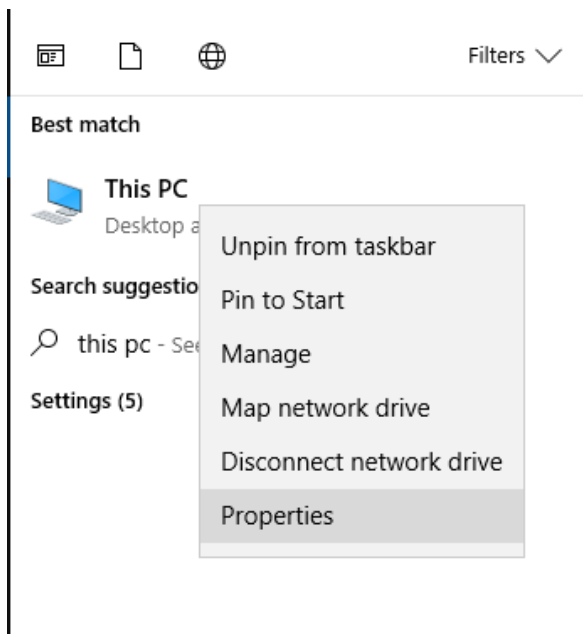 Filters
Best match
This PC
Desktop a
Unpin from taskbar
Search suggestio
Pin to Start
this pc - See
Manage
Settings (5)
Map network drive
Disconnect network drive
Properties